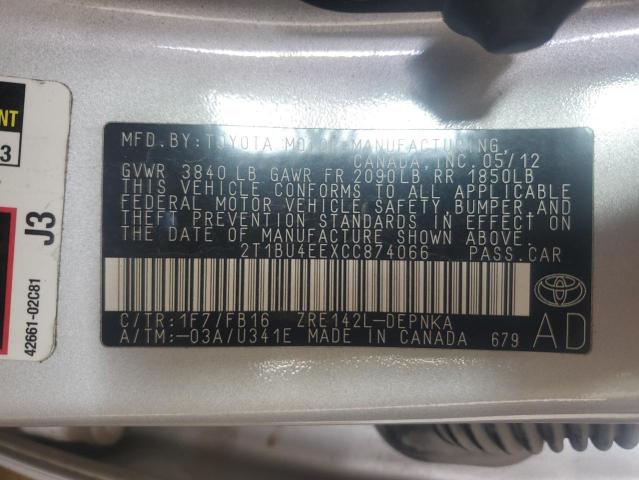 MFD.BY:TOYOTA MOTOR MANUFACTURING,
CANADA, INC. 05/12
GVWR 3840 LB GAWR FR 2090LB RR 1850LB
THIS VEHICLE CONFORMS TO ALL APPLICABLE
FEDERAL MOTOR VEHICLE SAFETY, BUMPER AND
THEFT PREVENTION STANDARDS IN EFFECT ON
THE DATE OF MANUFACTURE SHOWN ABOVE.
2T1BU4EEXCC874066 PASS.CAR
C/TR:1F7/FB16 ZRE142L-DEPNKA
A/TM:-03A/U341E MADE IN CANADA 679
AD
NT
3
J3
42661-02C81